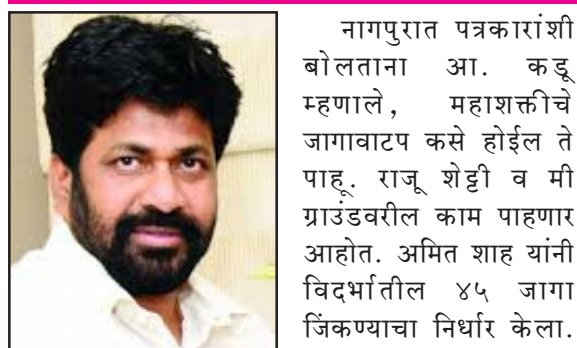 नागपुरात पत्रकारांशी
बोलताना आ. कडू
म्हणाले, महाशक्तीचे
जागावाटप कसे होईल ते
पाहू. राजू शेट्टी व मी
ग्राउंडवरील काम पाहणार
आहोत. अमित शाह यांनी
विदर्भातील ४५ जागा
जिंकण्याचा निर्धार केला.